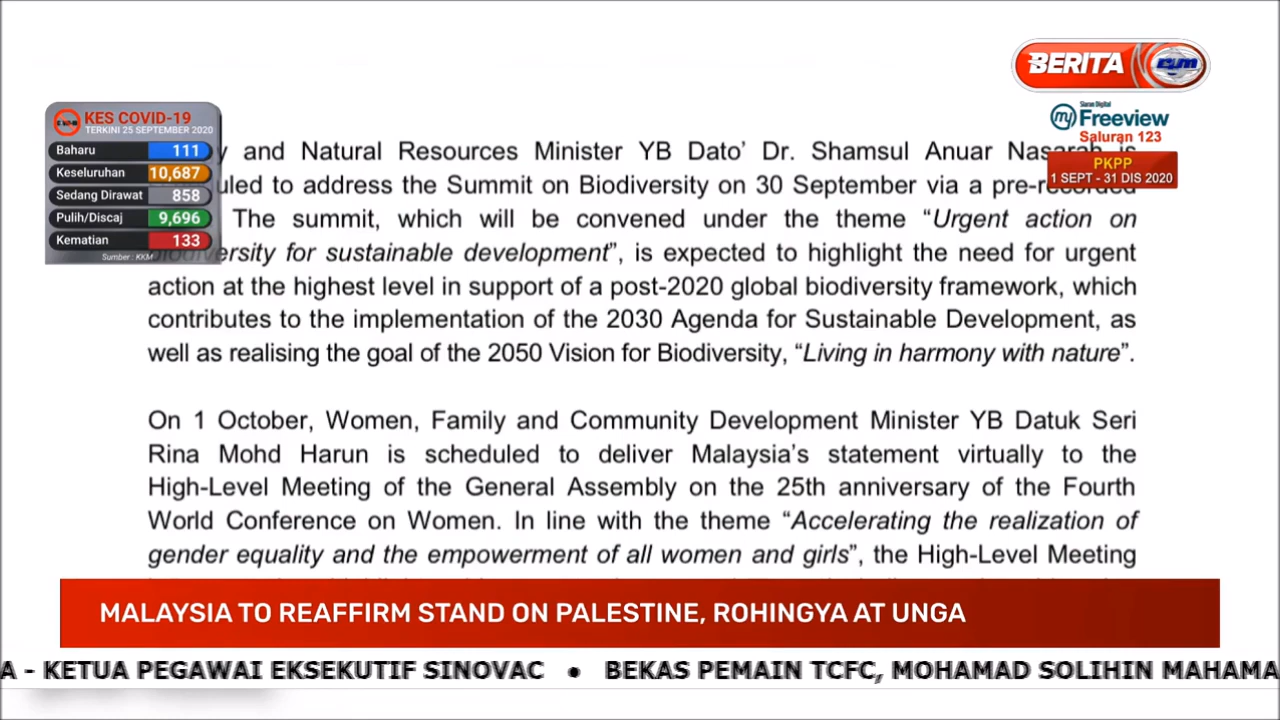 BERITA
my Freeview
Siaran Digital
Saluran 123
PKPP
1 SEPT - 31 DIS 2020
KES COVID-19
TERKINI 25 SEPTEMBER 2020
Baharu 111
Keseluruhan 10,687
Sedang Dirawat 858
Pulih/Discaj 9,696
Kematian 133
Sumber : KKM
and Natural Resources Minister YB Dato’ Dr. Shamsul Anuar Nasarah is
to address the Summit on Biodiversity on 30 September via a pre-recorded
The summit, which will be convened under the theme “Urgent action on
biodiversity for sustainable development”, is expected to highlight the need for urgent
action at the highest level in support of a post-2020 global biodiversity framework, which
contributes to the implementation of the 2030 Agenda for Sustainable Development, as
well as realising the goal of the 2050 Vision for Biodiversity, “Living in harmony with nature”.
On 1 October, Women, Family and Community Development Minister YB Datuk Seri
Rina Mohd Harun is scheduled to deliver Malaysia’s statement virtually to the
High-Level Meeting of the General Assembly on the 25th anniversary of the Fourth
World Conference on Women. In line with the theme “Accelerating the realization of
gender equality and the empowerment of all women and girls”, the High-Level Meeting
MALAYSIA TO REAFFIRM STAND ON PALESTINE, ROHINGYA AT UNGA
A - KETUA PEGAWAI EKSEKUTIF SINOVAC • BEKAS PEMAIN TCFC, MOHAMAD SOLIHIN MAHAMA